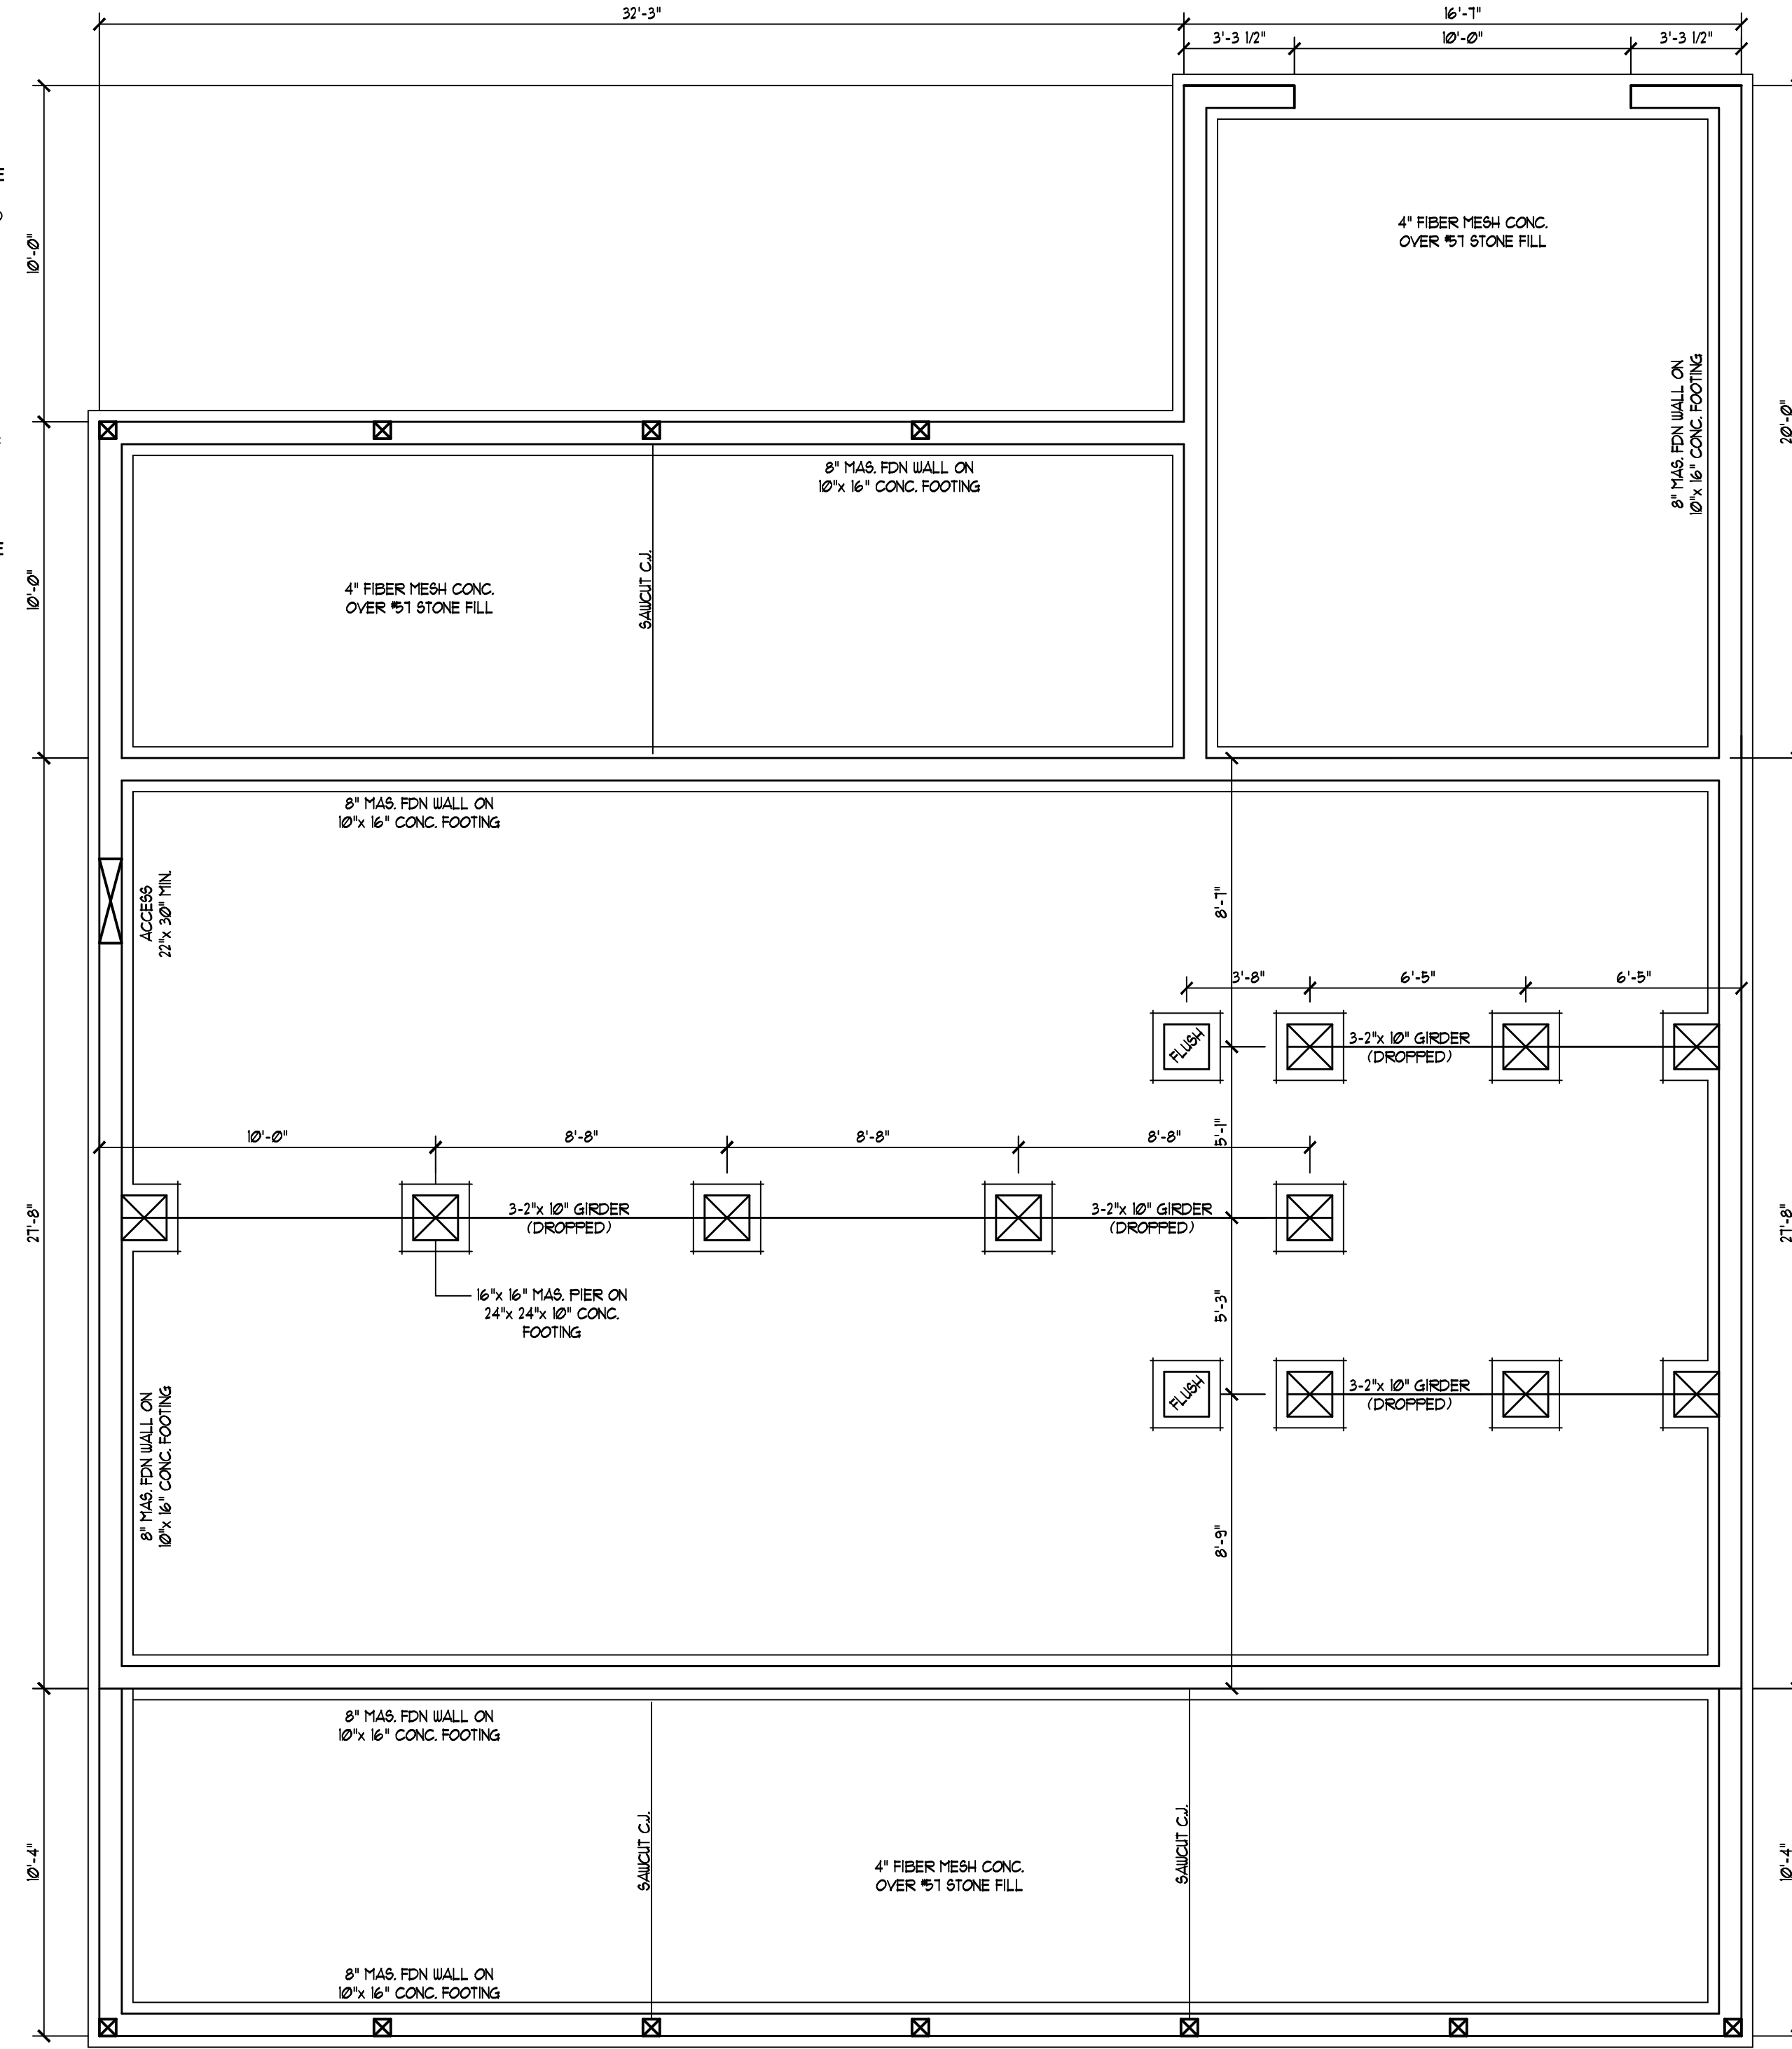 32'-3"
16'-7"
3'-3 1/2"
10'-0"
3'-3 1/2"
10'-0"
4" FIBER MESH CONC.
OVER #57 STONE FILL
8" MAS. FDN WALL ON
10"x 16" CONC. FOOTING
20'-0"
8" MAS. FDN WALL ON
10"x 16" CONC. FOOTING
10'-0"
4" FIBER MESH CONC.
OVER #57 STONE FILL
SAWCUT C.J.
8" MAS. FDN WALL ON
10"x 16" CONC. FOOTING
ACCESS
22"x 30" MIN.
8'-7"
3'-8"
6'-5"
6'-5"
FLUSH
3-2"x 10" GIRDER
(DROPPED)
10'-0"
8'-8"
8'-8"
8'-8"
5'-1"
27'-8"
3-2"x 10" GIRDER
(DROPPED)
3-2"x 10" GIRDER
(DROPPED)
27'-8"
16"x 16" MAS. PIER ON
24"x 24"x 10" CONC.
FOOTING
5'-3"
FLUSH
3-2"x 10" GIRDER
(DROPPED)
8" MAS. FDN WALL ON
10"x 16" CONC. FOOTING
8'-9"
8" MAS. FDN WALL ON
10"x 16" CONC. FOOTING
10'-4"
SAWCUT C.J.
4" FIBER MESH CONC.
OVER #57 STONE FILL
SAWCUT C.J.
10'-4"
8" MAS. FDN WALL ON
10"x 16" CONC. FOOTING